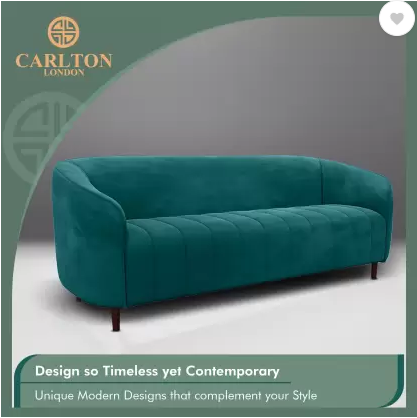 CARLTON
LONDON
Design so Timeless yet Contemporary
Unique Modern Designs that complement your Style